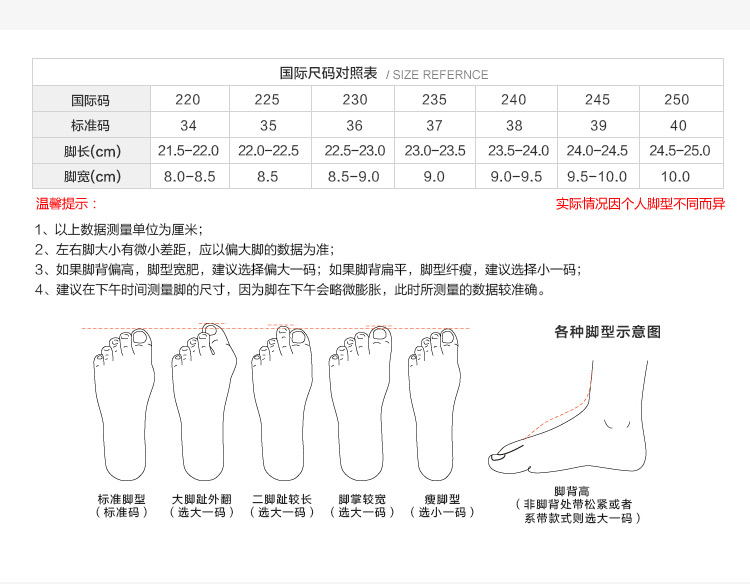 国际尺码对照表 / SIZE REFERNCE
国际码 220 225 230 235 240 245 250
标准码 34 35 36 37 38 39 40
脚长(cm) 21.5-22.0 22.0-22.5 22.5-23.0 23.0-23.5 23.5-24.0 24.0-24.5 24.5-25.0
脚宽(cm) 8.0-8.5 8.5 8.5-9.0 9.0 9.0-9.5 9.5-10.0 10.0
温馨提示： 实际情况因个人脚型不同而异
1、以上数据测量单位为厘米；
2、左右脚大小有微小差距，应以偏大脚的数据为准；
3、如果脚背偏高，脚型宽肥，建议选择偏大一码；如果脚背扁平，脚型纤瘦，建议选择小一码；
4、建议在下午时间测量脚的尺寸，因为脚在下午会略微膨胀，此时所测量的数据较准确。
各种脚型示意图
标准脚型 大脚趾外翻 二脚趾较长 脚掌较宽 瘦脚型
（标准码） （选大一码） （选大一码） （选大一码） （选小一码）
脚背高
（非脚背处带松紧或者
系带款式则选大一码）